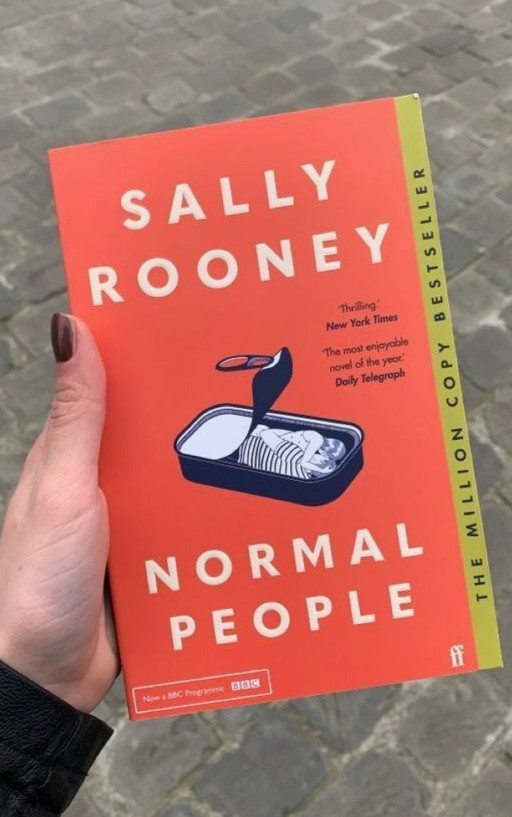 SALLY
ROONEY
'Thrilling.'
New York Times
'The most enjoyable
novel of the year.'
Daily Telegraph
NORMAL
PEOPLE
Now a BBC Programme BBC
ff
THE MILLION COPY BESTSELLER